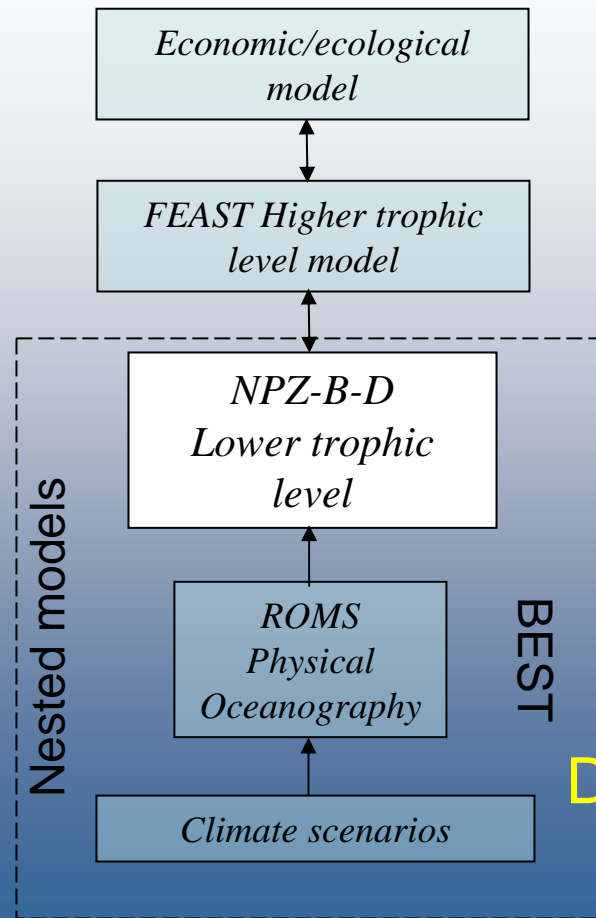 Economic/ecological
model
FEAST Higher trophic
level model
NPZ-B-D
Lower trophic
level
Nested models
ROMS
Physical
Oceanography
BEST
D
Climate scenarios